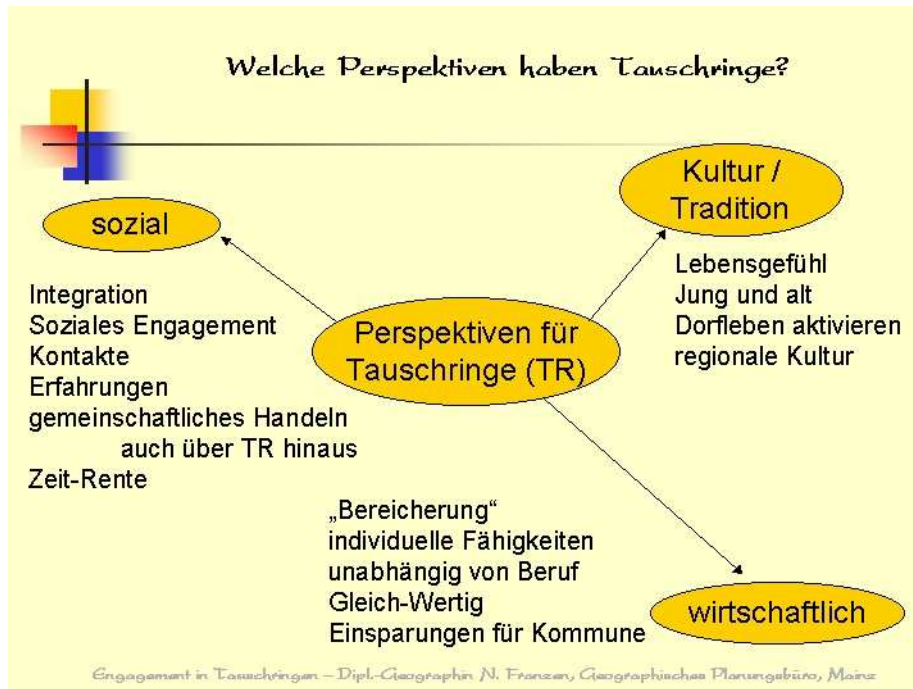 Welche Perspektiven haben Tauschringe?
sozial
Integration
Soziales Engagement
Kontakte
Erfahrungen
gemeinschaftliches Handeln
auch über TR hinaus
Zeit-Rente
Perspektiven für
Tauschringe (TR)
Kultur /
Tradition
Lebensgefühl
Jung und alt
Dorfleben aktivieren
regionale Kultur
„Bereicherung“
individuelle Fähigkeiten
unabhängig von Beruf
Gleich-Wertig
Einsparungen für Kommune
wirtschaftlich
Engagement in Tauschringen – Dipl.-Geographin N. Franzen, Geographisches Planungsbüro, Mainz